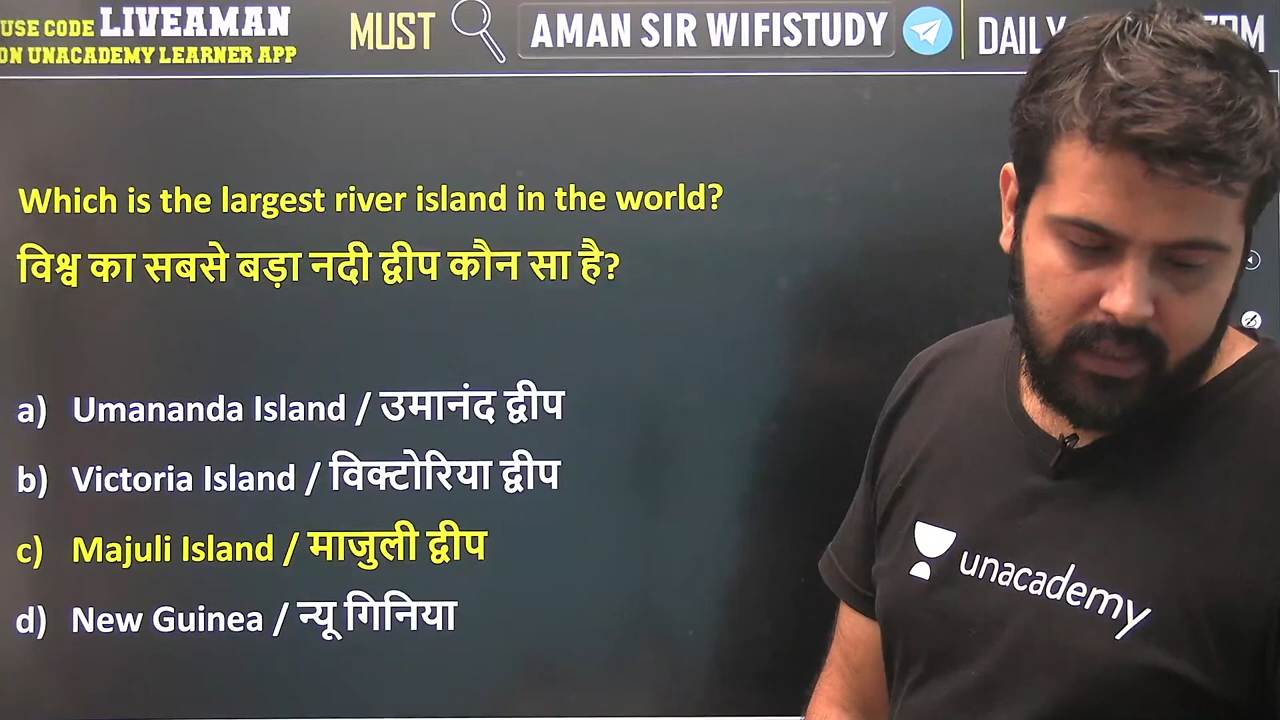 USE CODE LIVEAMAN
ON UNACADEMY LEARNER APP
MUST
AMAN SIR WIFISTUDY
DAILY
Which is the largest river island in the world?
विश्व का सबसे बड़ा नदी द्वीप कौन सा है?
a) Umananda Island / उमानंद द्वीप
b) Victoria Island / विक्टोरिया द्वीप
c) Majuli Island / माजुली द्वीप
d) New Guinea / न्यू गिनिया
unacademy